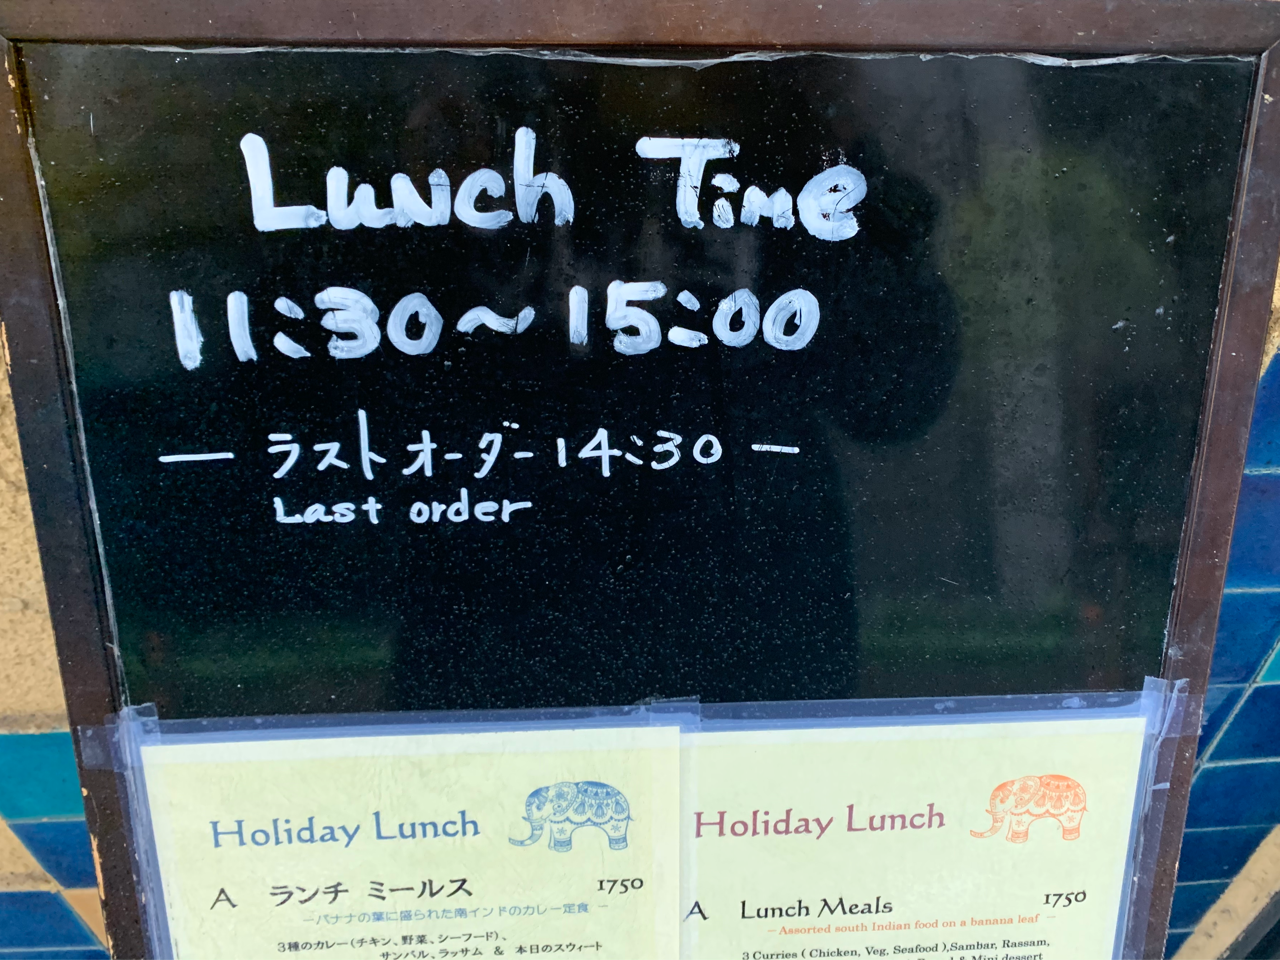 Lunch Time
11:30〜15:00
— ラストオーダー 14:30 —
Last order
Holiday Lunch
A ランチ ミールス 1750
－バナナの葉に盛られた南インドのカレー定食－
3種のカレー(チキン、野菜、シーフード)、
サンバル、ラッサム & 本日のスウィート
Holiday Lunch
A Lunch Meals 1750
－Assorted south Indian food on a banana leaf －
3 Curries ( Chicken, Veg, Seafood ),Sambar, Rassam,
& Mini dessert